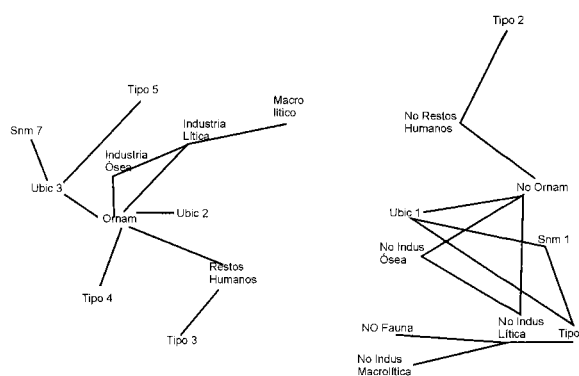 Tipo 5
Snm 7
Macro
lítico
Industria
Lítica
Industria
Ósea
Ubic 3
Ornam
Ubic 2
Restos
Humanos
Tipo 4
Tipo 3
Tipo 2
No Restos
Humanos
No Ornam
Ubic 1
Snm 1
No Indus
Ósea
No Indus
Lítica
Tipo
NO Fauna
No Indus
Macrolítica